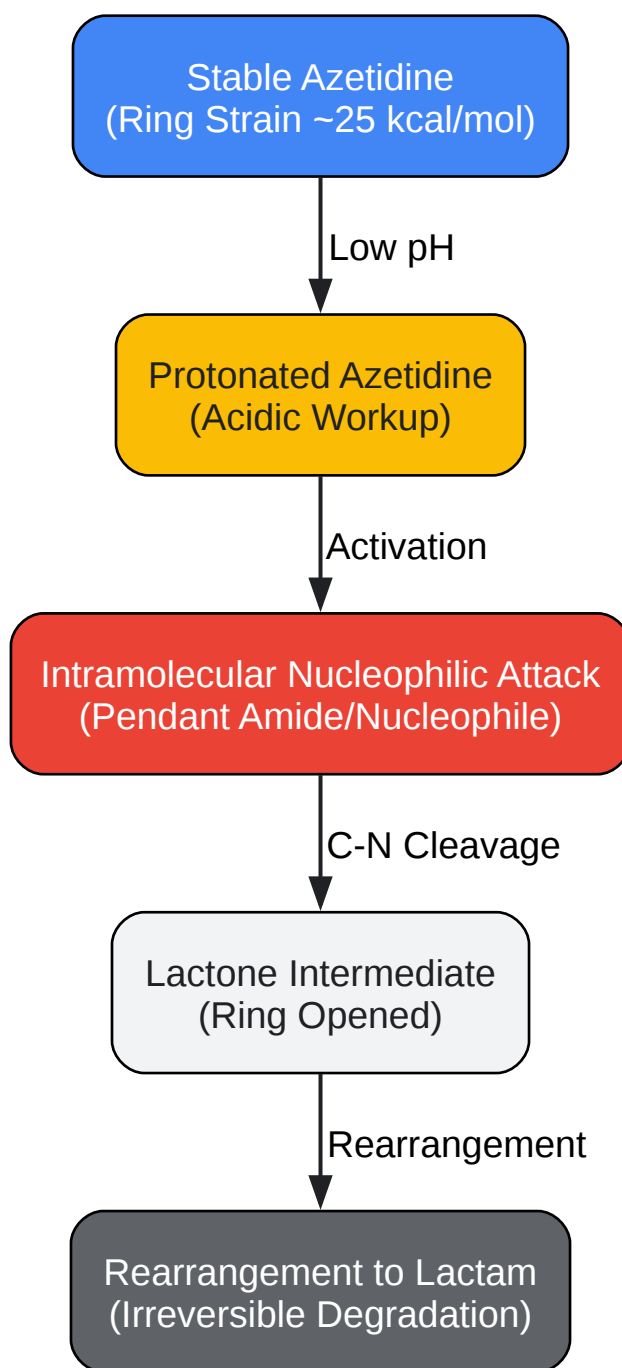 Stable Azetidine
(Ring Strain ~25 kcal/mol)
Low pH
Protonated Azetidine
(Acidic Workup)
Activation
Intramolecular Nucleophilic Attack
(Pendant Amide/Nucleophile)
C-N Cleavage
Lactone Intermediate
(Ring Opened)
Rearrangement
Rearrangement to Lactam
(Irreversible Degradation)